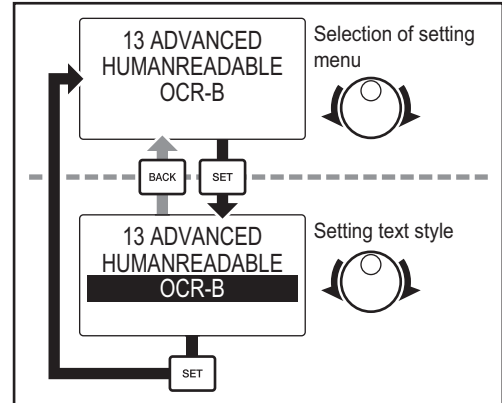 13 ADVANCED
HUMANREADABLE
OCR-B
Selection of setting
menu
BACK
SET
13 ADVANCED
HUMANREADABLE
OCR-B
Setting text style
SET